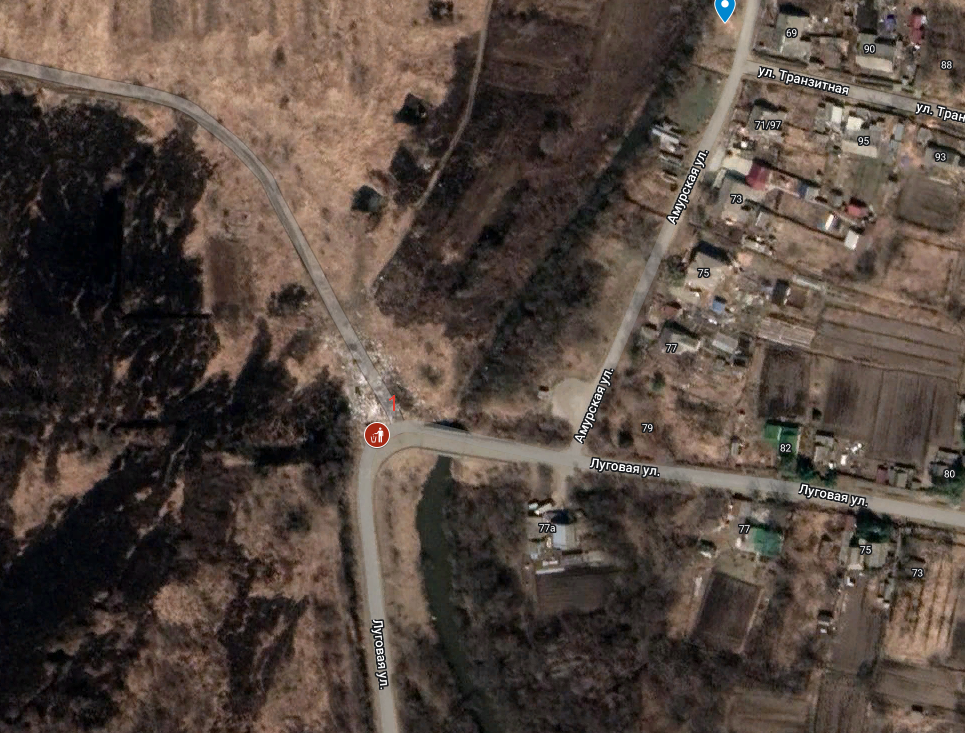 69
90
88
ул. Транзитная
ул. Тран
71/97
95
93
Амурская ул.
73
75
77
1
Амурская ул.
79
82
80
Луговая ул.
Луговая ул.
77а
77
75
73
Луговая ул.